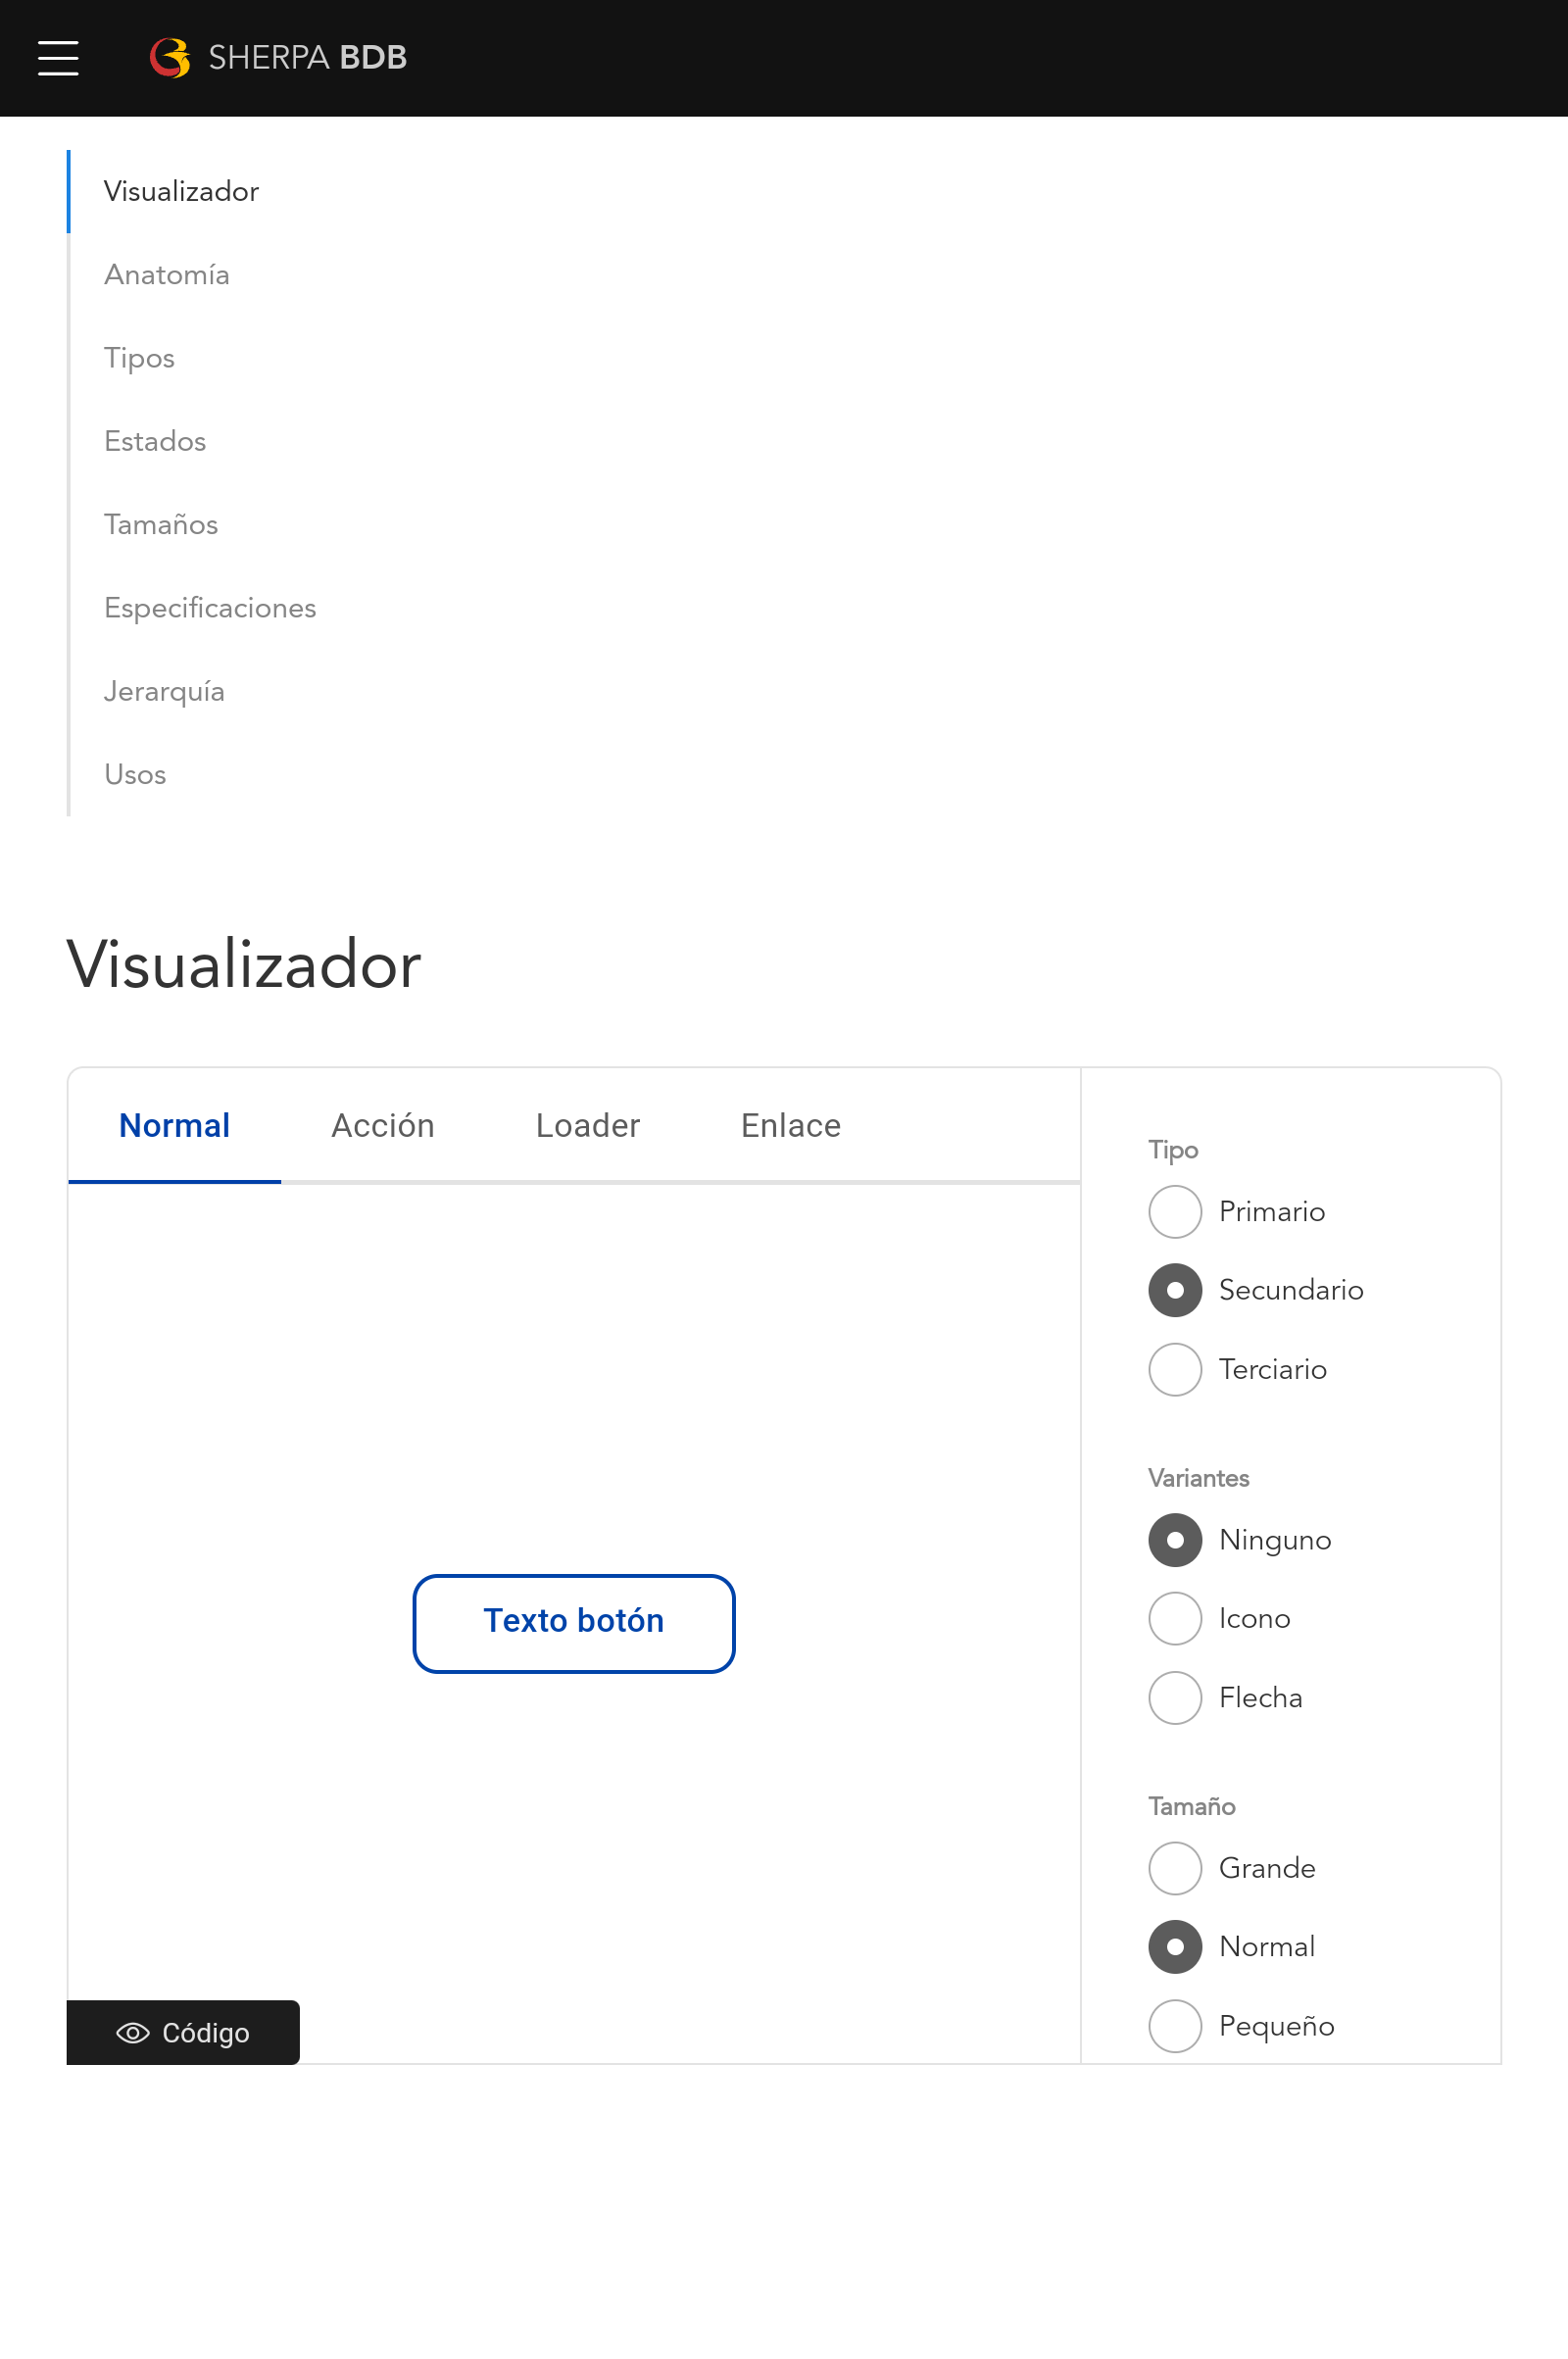 SHERPA BDB
Visualizador
Anatomía
Tipos
Estados
Tamaños
Especificaciones
Jerarquía
Usos
Visualizador
Normal Acción Loader Enlace
Texto botón
Código
Tipo
Primario
Secundario
Terciario
Variantes
Ninguno
Icono
Flecha
Tamaño
Grande
Normal
Pequeño